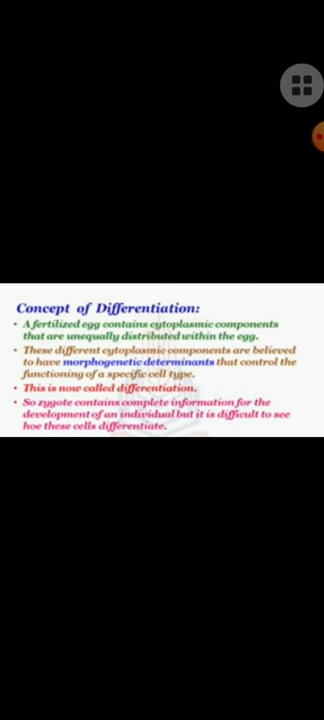 Concept of Differentiation:
• A fertilized egg contains cytoplasmic components
that are unequally distributed within the egg.
• These different cytoplasmic components are believed
to have morphogenetic determinants that control the
functioning of a specific cell type.
• This is now called differentiation.
• So zygote contains complete information for the
development of an individual but it is difficult to see
hoe these cells differentiate.